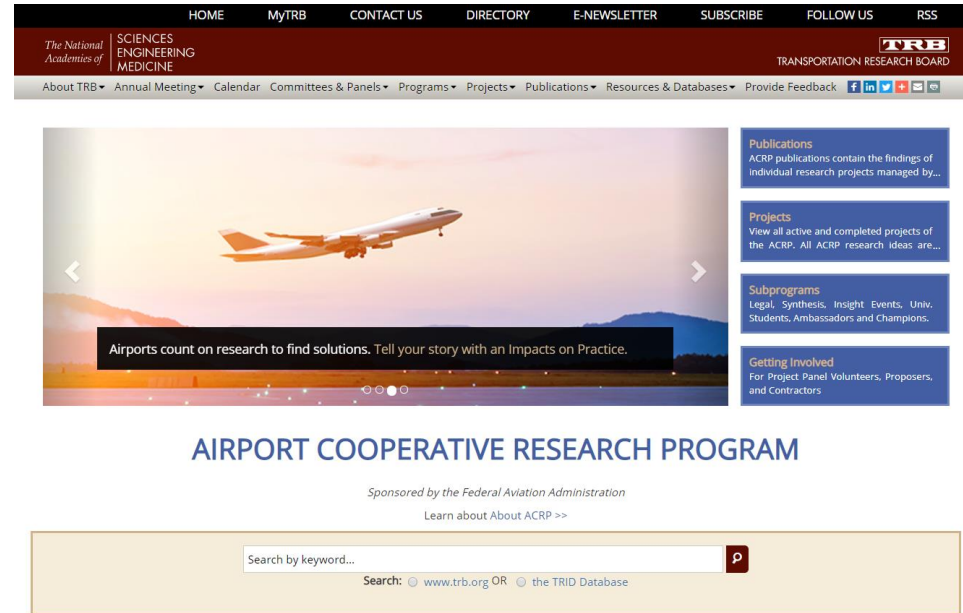 HOME MyTRB CONTACT US DIRECTORY E-NEWSLETTER SUBSCRIBE FOLLOW US RSS
The National
Academies of
SCIENCES
ENGINEERING
MEDICINE
TRB
TRANSPORTATION RESEARCH BOARD
About TRB Annual Meeting Calendar Committees & Panels Programs Projects Publications Resources & Databases Provide Feedback
Airports count on research to find solutions. Tell your story with an Impacts on Practice.
Publications
ACRP publications contain the findings of
individual research projects managed by...
Projects
View all active and completed projects of
the ACRP. All ACRP research ideas are...
Subprograms
Legal, Synthesis, Insight Events, Univ.
Students, Ambassadors and Champions.
Getting Involved
For Project Panel Volunteers, Proposers,
and Contractors
AIRPORT COOPERATIVE RESEARCH PROGRAM
Sponsored by the Federal Aviation Administration
Learn about About ACRP >>
Search by keyword...
Search: www.trb.org OR the TRID Database